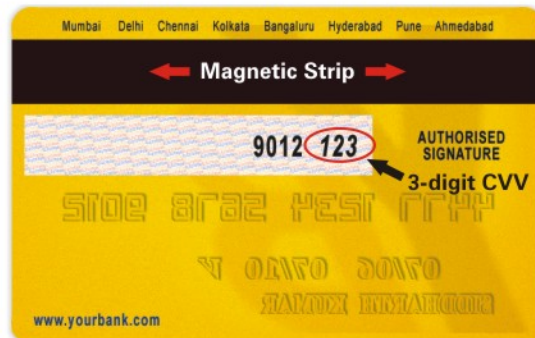 Mumbai Delhi Chennai Kolkata Bangaluru Hyderabad Pune Ahmedabad
Magnetic Strip
9012 123
AUTHORISED
SIGNATURE
3-digit CVV
www.yourbank.com